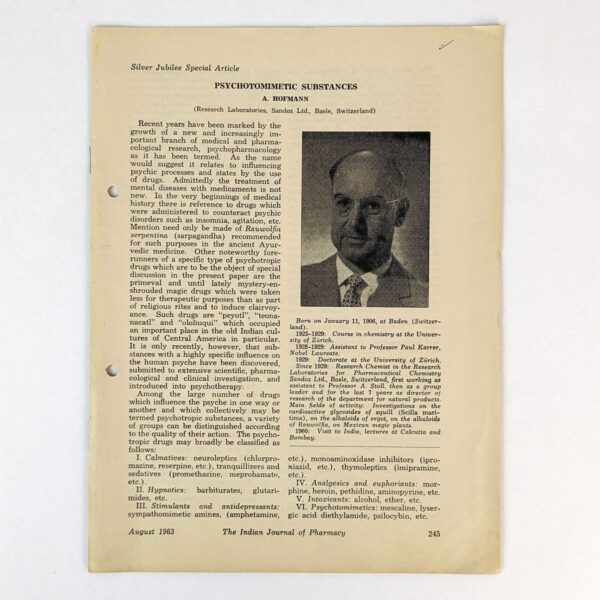 Silver Jubilee Special Article
PSYCHOTOMIMETIC SUBSTANCES
A. HOFMANN
(Research Laboratories, Sandoz Ltd., Basle, Switzerland)
Recent years have been marked by the
growth of a new and increasingly im-
portant branch of medical and pharma-
cological research, psychopharmacology
as it has been termed. As the name
would suggest it relates to influencing
psychic processes and states by the use
of drugs. Admittedly the treatment of
mental diseases with medicaments is not
new. In the very beginnings of medical
history there is reference to drugs which
were administered to counteract psychic
disorders such as insomnia, agitation, etc.
Mention need only be made of Rauwolfia
serpentina (sarpagandha) recommended
for such purposes in the ancient Ayur-
vedic medicine. Other noteworthy fore-
runners of a specific type of psychotropic
drugs which are to be the object of special
discussion in the present paper are the
primeval and until lately mystery-en-
shrouded magic drugs which were taken
less for therapeutic purposes than as part
of religious rites and to induce clairvoy-
ance. Such drugs are "peyotl", "teona-
nacatl" and "ololiuqui" which occupied
an important place in the old Indian cul-
tures of Central America in particular.
It is only recently, however, that sub-
stances with a highly specific influence on
the human psyche have been discovered,
submitted to extensive scientific, pharma-
cological and clinical investigation, and
introduced into psychotherapy.
Among the large number of drugs
which influence the psyche in one way or
another and which collectively may be
termed psychotropic substances, a variety
of groups can be distinguished according
to the quality of their action. The psycho-
tropic drugs may broadly be classified as
follows:
I. Calmatives: neuroleptics (chlorpro-
mazine, reserpine, etc.), tranquillizers and
sedatives (promethazine, meprobamate,
etc.).
II. Hypnotics: barbiturates, glutari-
mides, etc.
III. Stimulants and antidepressants:
sympathomimetic amines, (amphetamine,
Born on January 11, 1906, at Baden (Switzer-
land).
1925-1929: Course in chemistry at the Univer-
sity of Zürich.
1928-1929: Assistant to Professor Paul Karrer,
Nobel Laureate.
1929: Doctorate at the University of Zürich.
Since 1929: Research Chemist in the Research
Laboratories for Pharmaceutical Chemistry
Sandoz Ltd., Basle, Switzerland, first working as
assistant to Professor A. Stoll, then as a group
leader and for the last 7 years as director of
research of the department for natural products.
Main fields of activity: Investigations on the
cardioactive glycosides of squill (Scilla mari-
tima), on the alkaloids of ergot, on the alkaloids
of Rauwolfia, on Mexican magic plants.
1960: Visit to India, lectures at Calcutta and
Bombay.
etc.), monoaminoxidase inhibitors (ipro-
niazid, etc.), thymoleptics (imipramine,
etc.).
IV. Analgesics and euphoriants: mor-
phine, heroin, pethidine, aminopyrine, etc.
V. Intoxicants: alcohol, ether, etc.
VI. Psychotomimetics: mescaline, lyser-
gic acid diethylamide, psilocybin, etc.
August 1963 The Indian Journal of Pharmacy 245